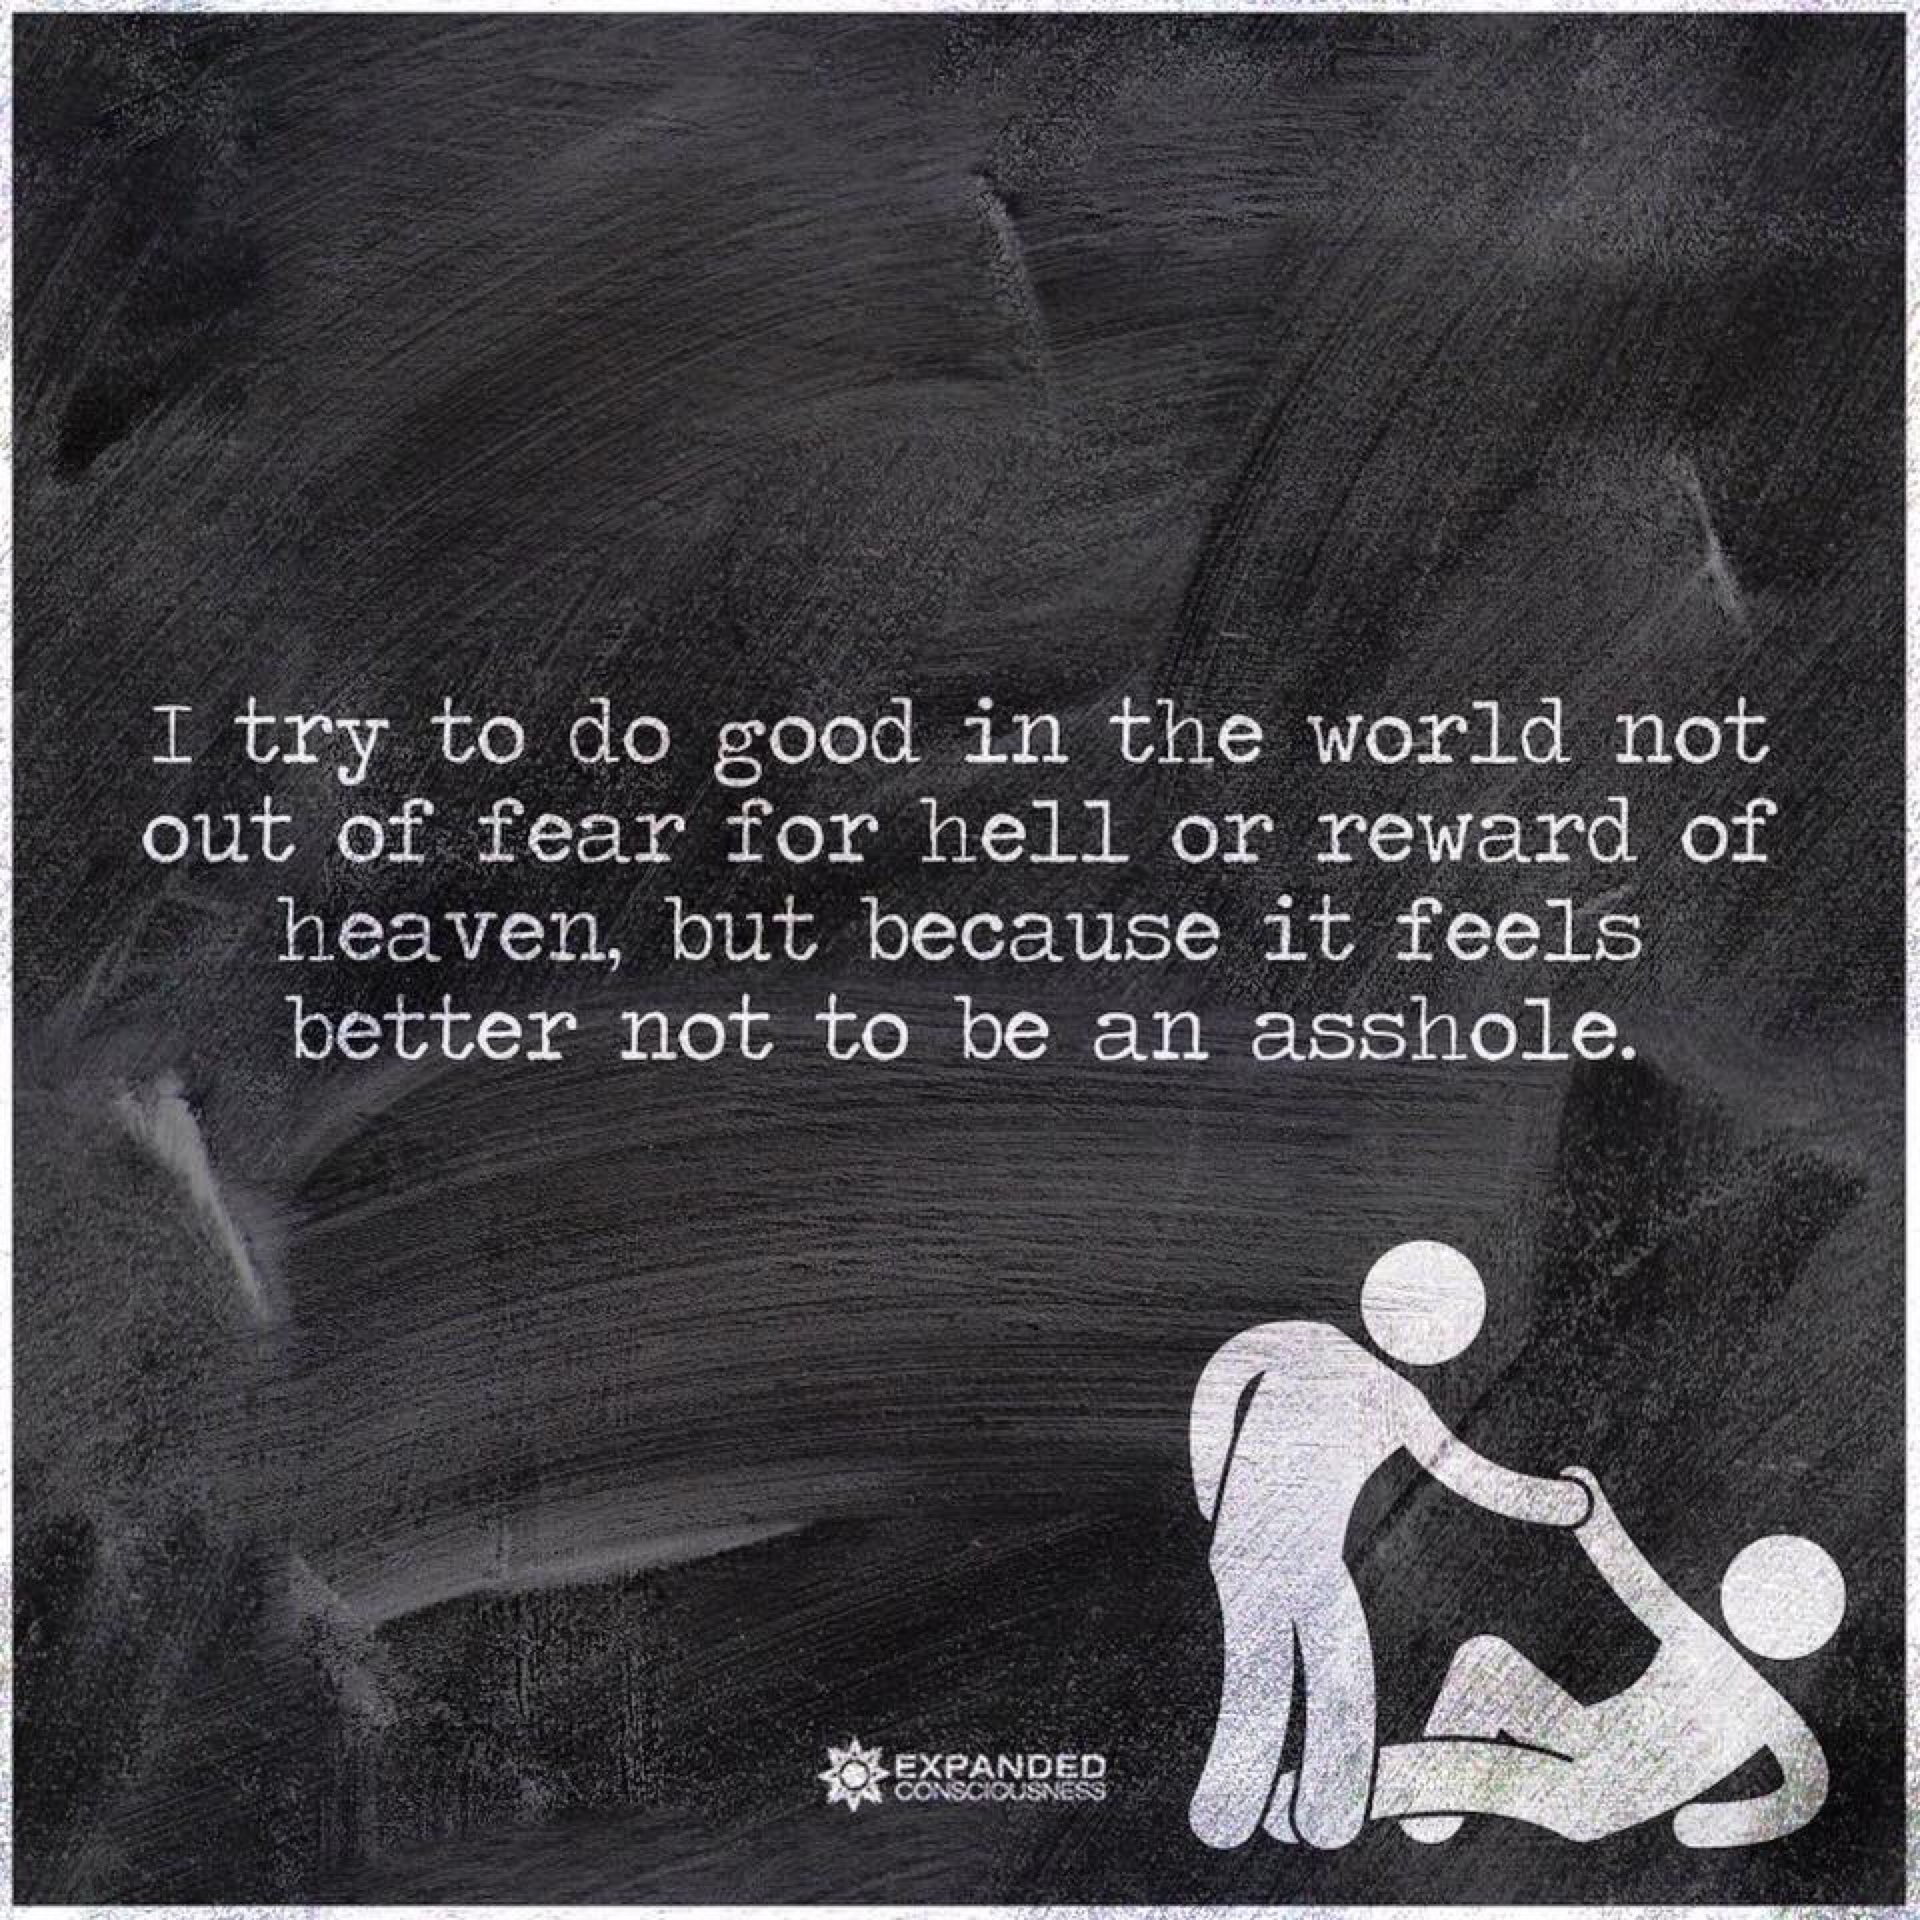 I try to do good in the world not
out of fear for hell or reward of
heaven, but because it feels
better not to be an asshole.
EXPANDED
CONSCIOUSNESS